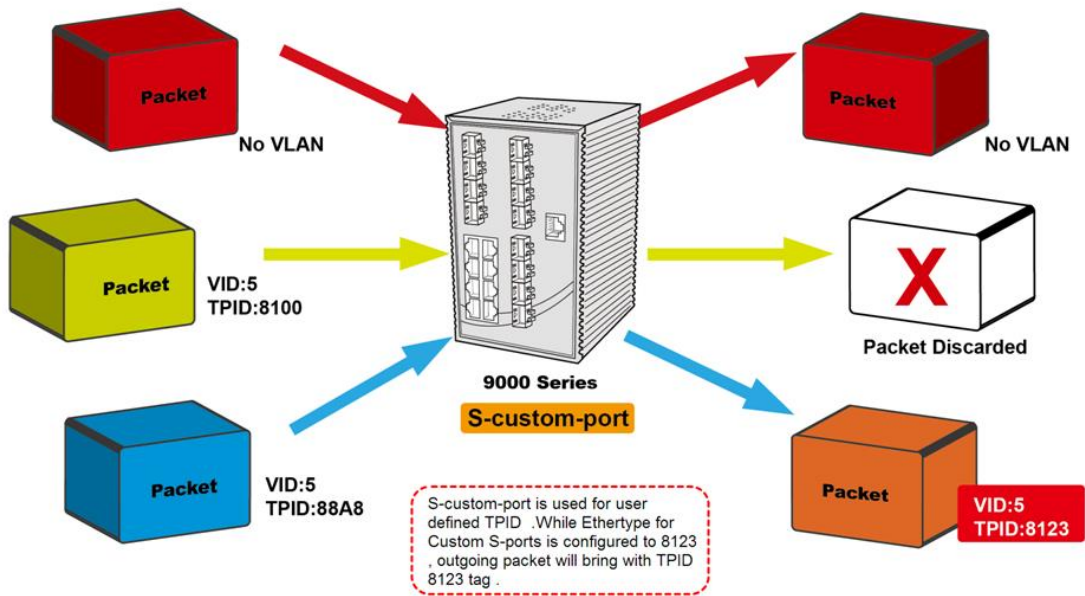 Packet
No VLAN
Packet
No VLAN
Packet
VID:5
TPID:8100
X
Packet Discarded
9000 Series
S-custom-port
Packet
VID:5
TPID:88A8
S-custom-port is used for user
defined TPID .While Ethertype for
Custom S-ports is configured to 8123
, outgoing packet will bring with TPID
8123 tag .
Packet
VID:5
TPID:8123